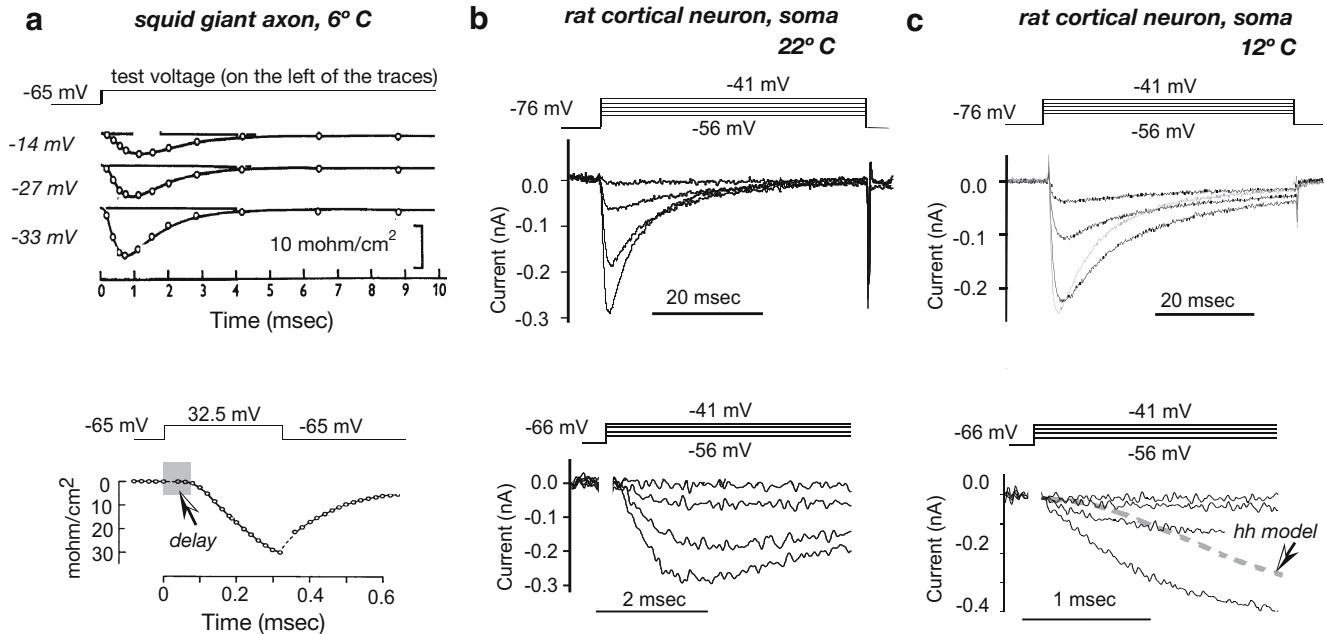 a squid giant axon, 6º C
test voltage (on the left of the traces)
-65 mV
-14 mV
-27 mV
-33 mV
10 mohm/cm2
0 1 2 3 4 5 6 7 8 9 10
Time (msec)
32.5 mV
-65 mV -65 mV
0
10
20
30
mohm/cm2
delay
0 0.2 0.4 0.6
Time (msec)
b rat cortical neuron, soma
22º C
-41 mV
-76 mV
-56 mV
0.0
-0.1
-0.2
-0.3
Current (nA)
20 msec
-41 mV
-66 mV
-56 mV
0.0
-0.1
-0.2
-0.3
Current (nA)
2 msec
c rat cortical neuron, soma
12º C
-41 mV
-76 mV
-56 mV
0.0
-0.1
-0.2
Current (nA)
20 msec
-41 mV
-66 mV
-56 mV
0.0
-0.2
-0.4
Current (nA)
hh model
1 msec